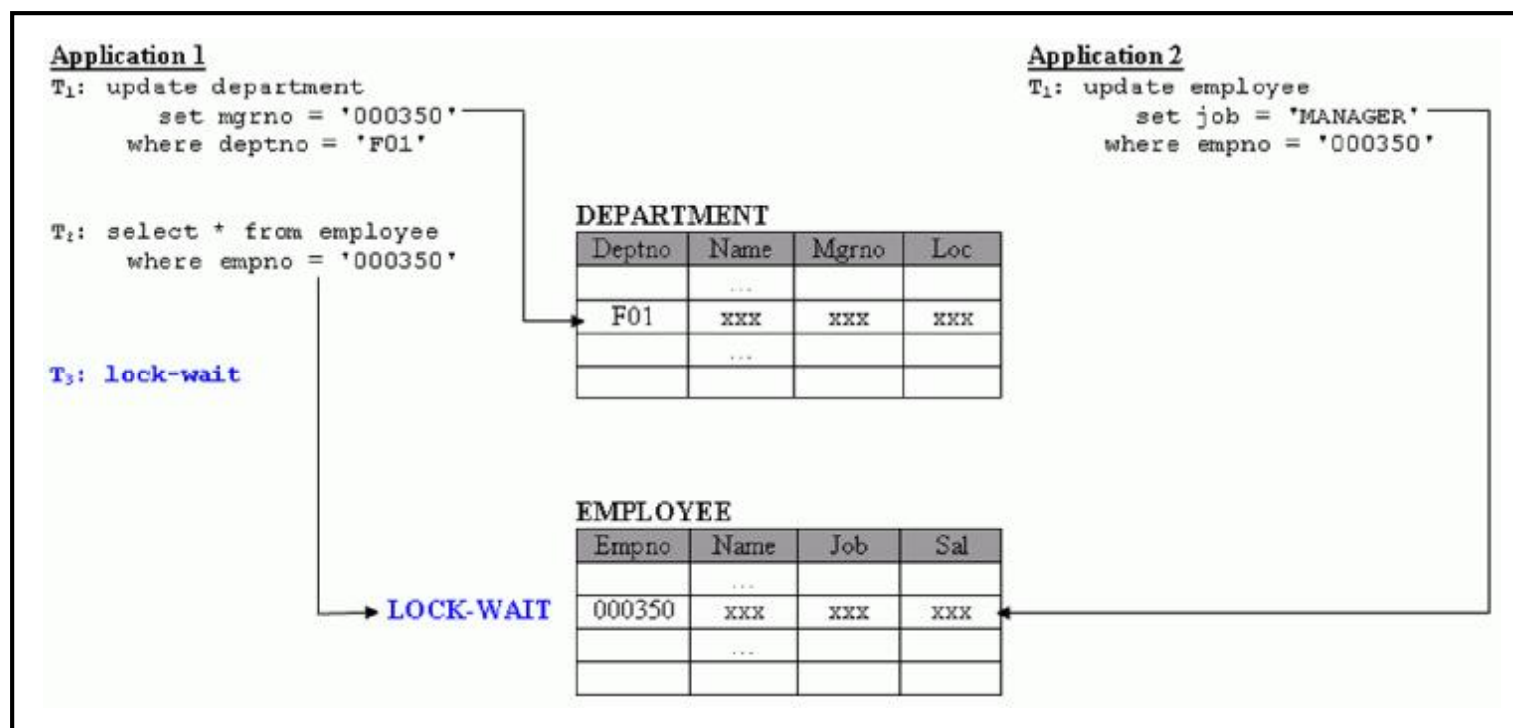 Application 1
T₁: update department
set mgrno = '000350'
where deptno = 'F01'
T₂: select * from employee
where empno = '000350'
T₃: lock-wait
Application 2
T₁: update employee
set job = 'MANAGER'
where empno = '000350'
DEPARTMENT
Deptno Name Mgrno Loc
...
F01 xxx xxx xxx
...
EMPLOYEE
Empno Name Job Sal
...
LOCK-WAIT 000350 xxx xxx xxx
...